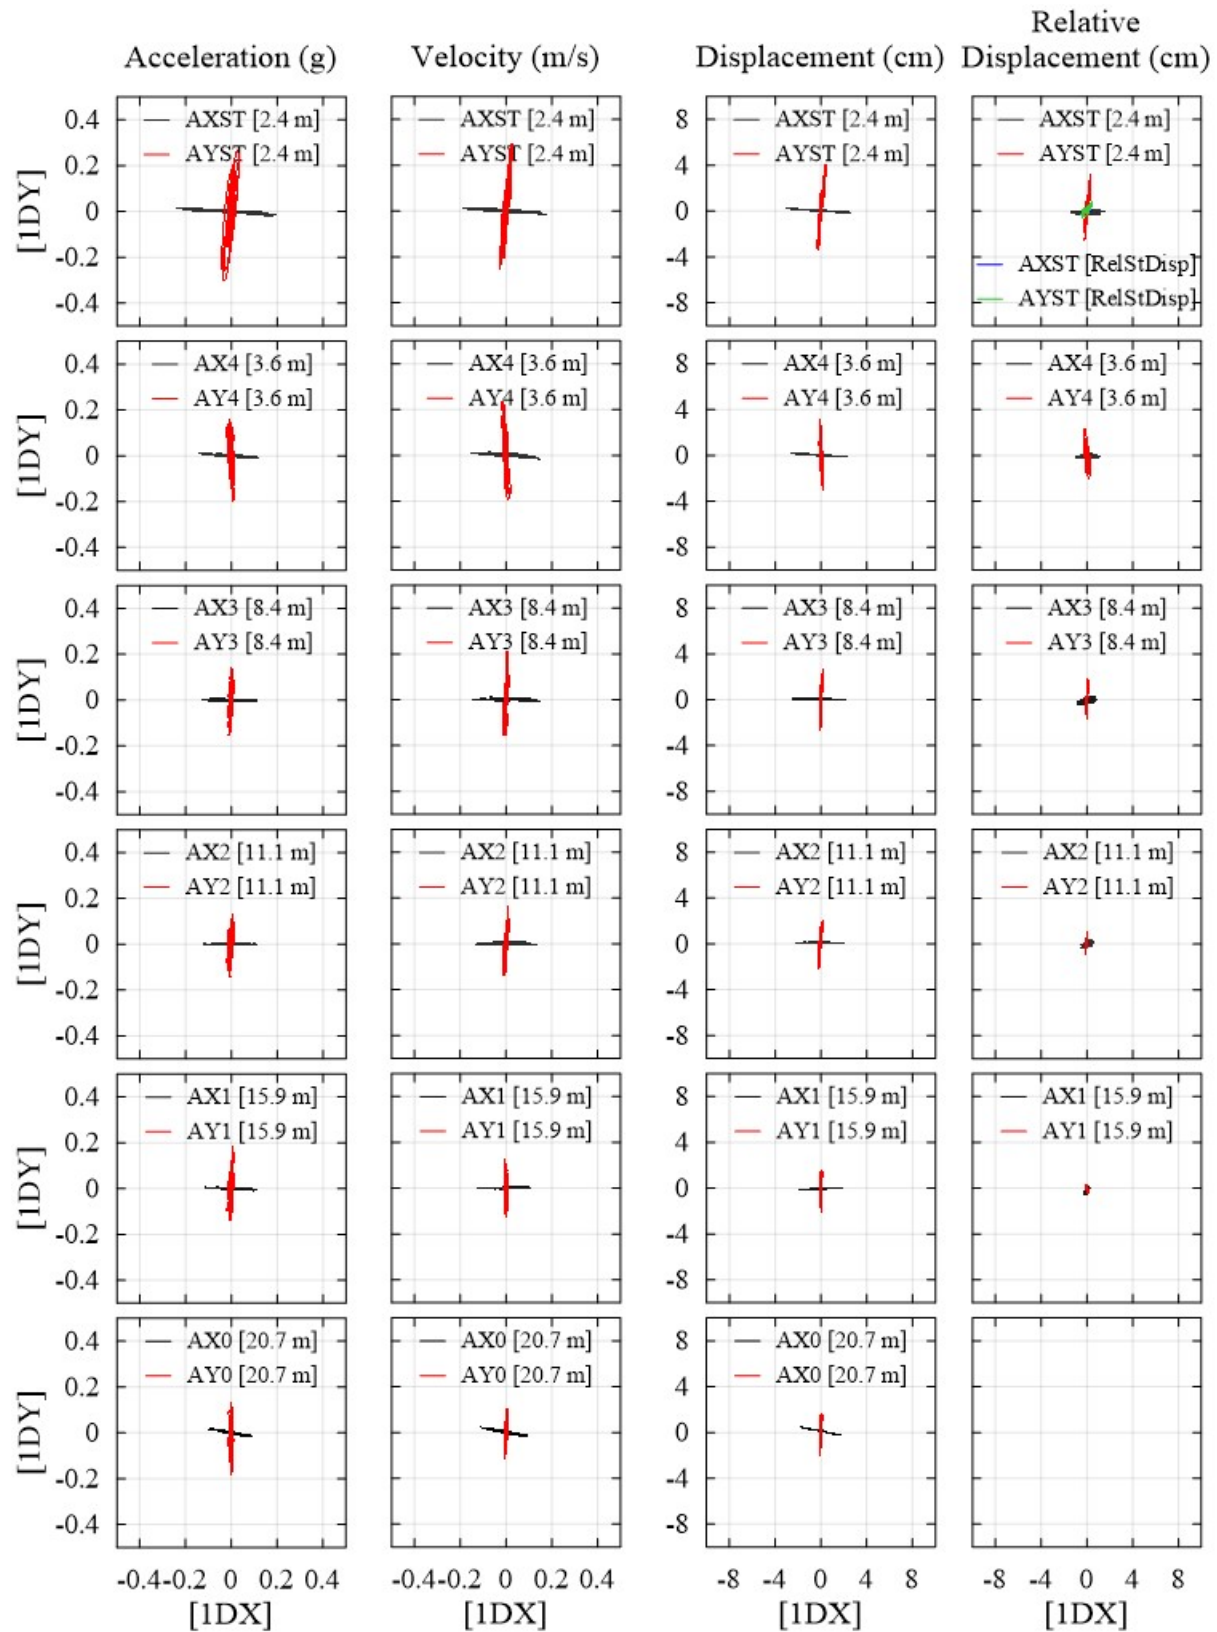 Acceleration (g)
Velocity (m/s)
Displacement (cm)
Relative
Displacement (cm)
[1DY]
0.4
0.2
0
-0.2
-0.4
AXST [2.4 m]
AYST [2.4 m]
AXST [2.4 m]
AYST [2.4 m]
8
4
0
-4
-8
AXST [2.4 m]
AYST [2.4 m]
AXST [2.4 m]
AYST [2.4 m]
AXST [RelStDisp]
AYST [RelStDisp]
[1DY]
0.4
0.2
0
-0.2
-0.4
AX4 [3.6 m]
AY4 [3.6 m]
AX4 [3.6 m]
AY4 [3.6 m]
8
4
0
-4
-8
AX4 [3.6 m]
AY4 [3.6 m]
AX4 [3.6 m]
AY4 [3.6 m]
[1DY]
0.4
0.2
0
-0.2
-0.4
AX3 [8.4 m]
AY3 [8.4 m]
AX3 [8.4 m]
AY3 [8.4 m]
8
4
0
-4
-8
AX3 [8.4 m]
AY3 [8.4 m]
AX3 [8.4 m]
AY3 [8.4 m]
[1DY]
0.4
0.2
0
-0.2
-0.4
AX2 [11.1 m]
AY2 [11.1 m]
AX2 [11.1 m]
AY2 [11.1 m]
8
4
0
-4
-8
AX2 [11.1 m]
AY2 [11.1 m]
AX2 [11.1 m]
AY2 [11.1 m]
[1DY]
0.4
0.2
0
-0.2
-0.4
AX1 [15.9 m]
AY1 [15.9 m]
AX1 [15.9 m]
AY1 [15.9 m]
8
4
0
-4
-8
AX1 [15.9 m]
AY1 [15.9 m]
AX1 [15.9 m]
AY1 [15.9 m]
[1DY]
0.4
0.2
0
-0.2
-0.4
AX0 [20.7 m]
AY0 [20.7 m]
AX0 [20.7 m]
AY0 [20.7 m]
8
4
0
-4
-8
AX0 [20.7 m]
AX0 [20.7 m]
-0.4 -0.2 0 0.2 0.4
-0.4 -0.2 0 0.2 0.4
-8 -4 0 4 8
-8 -4 0 4 8
[1DX]
[1DX]
[1DX]
[1DX]